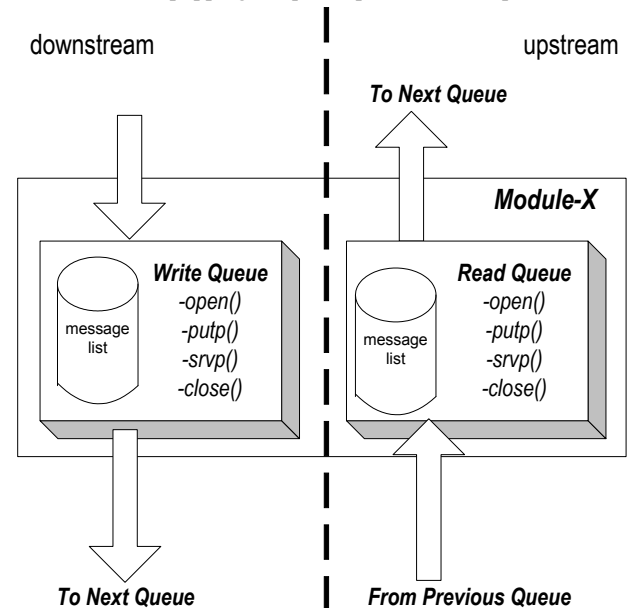 downstream
upstream
To Next Queue
Module-X
Write Queue
-open()
-putp()
-srvp()
-close()
message
list
Read Queue
-open()
-putp()
-srvp()
-close()
message
list
To Next Queue
From Previous Queue